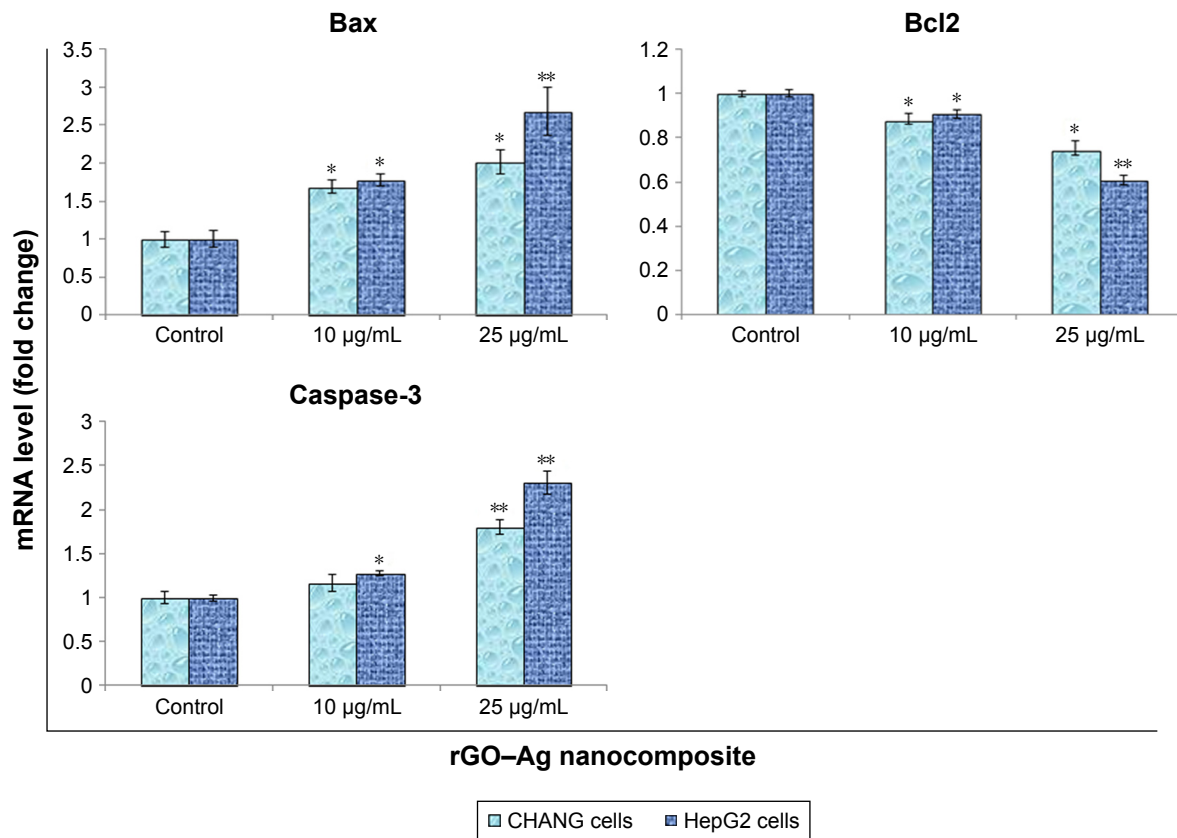 Bax
3.5
3
2.5
2
1.5
1
0.5
0
**
*
*
*
Control
10 µg/mL
25 µg/mL
Bcl2
1.2
1
0.8
0.6
0.4
0.2
0
*
*
*
**
Control
10 µg/mL
25 µg/mL
Caspase-3
3
2.5
2
1.5
1
0.5
0
**
**
*
Control
10 µg/mL
25 µg/mL
mRNA level (fold change)
rGO–Ag nanocomposite
CHANG cells
HepG2 cells